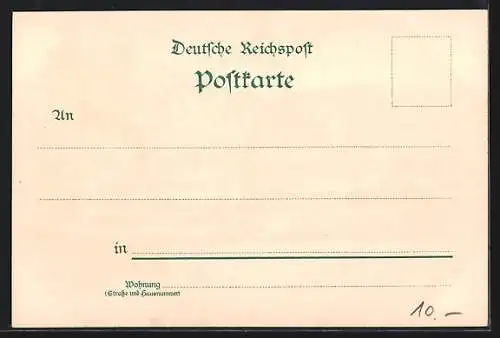 Deutſche Reichspoſt
Poſtkarte
An
in
Wohnung
(Straße und Hausnummer)
10.–